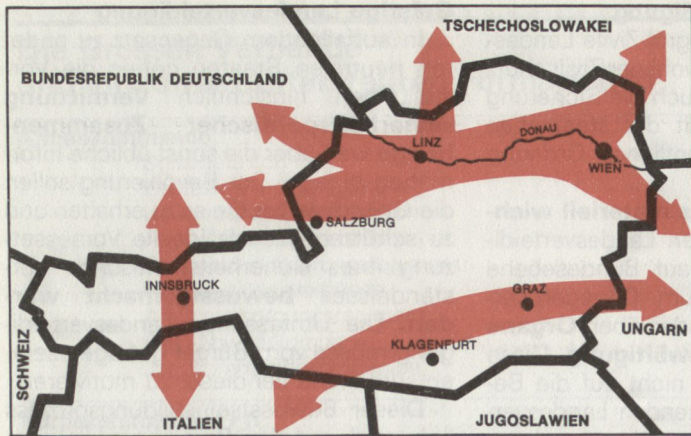 TSCHECHOSLOWAKEI
BUNDESREPUBLIK DEUTSCHLAND
LINZ
DONAU
WIEN
SALZBURG
INNSBRUCK
GRAZ
KLAGENFURT
UNGARN
SCHWEIZ
ITALIEN
JUGOSLAWIEN